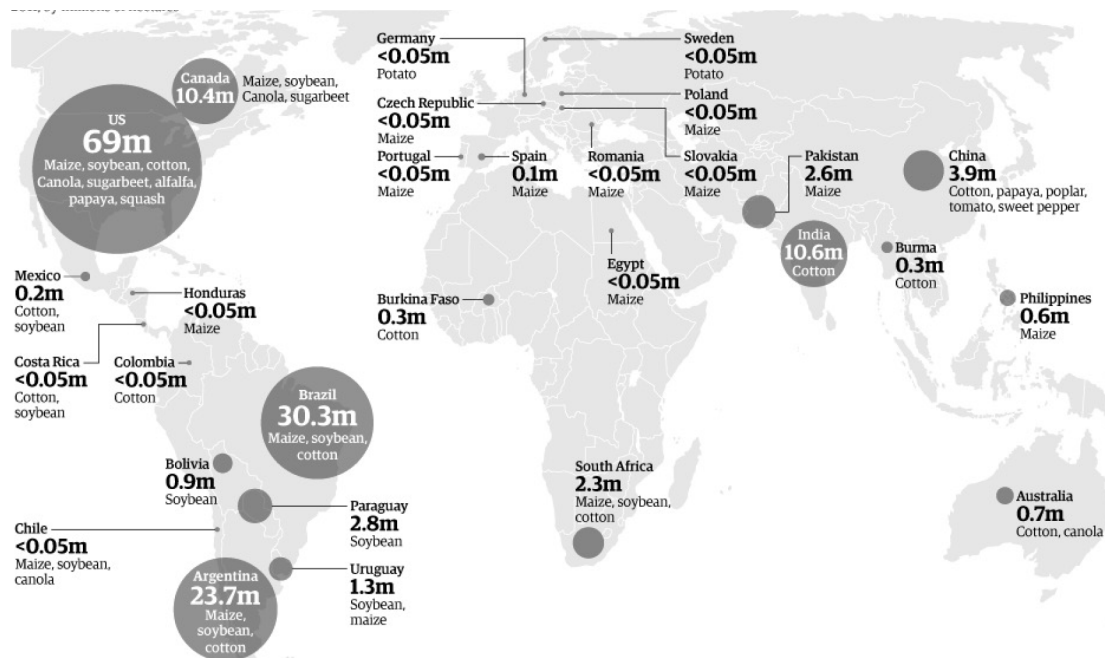 Germany
<0.05m
Potato
Sweden
<0.05m
Potato
Canada
10.4m
Maize, soybean,
Canola, sugarbeet
Czech Republic
<0.05m
Maize
Poland
<0.05m
Maize
US
69m
Maize, soybean, cotton,
Canola, sugarbeet, alfalfa,
papaya, squash
Portugal
<0.05m
Maize
Spain
0.1m
Maize
Romania
<0.05m
Maize
Slovakia
<0.05m
Maize
Pakistan
2.6m
Maize
China
3.9m
Cotton, papaya, poplar,
tomato, sweet pepper
India
10.6m
Cotton
Burma
0.3m
Cotton
Egypt
<0.05m
Maize
Mexico
0.2m
Cotton,
soybean
Honduras
<0.05m
Maize
Burkina Faso
0.3m
Cotton
Philippines
0.6m
Maize
Costa Rica
<0.05m
Cotton,
soybean
Colombia
<0.05m
Cotton
Brazil
30.3m
Maize, soybean,
cotton
Bolivia
0.9m
Soybean
South Africa
2.3m
Maize, soybean,
cotton
Paraguay
2.8m
Soybean
Australia
0.7m
Cotton, canola
Chile
<0.05m
Maize, soybean,
canola
Uruguay
1.3m
Soybean,
maize
Argentina
23.7m
Maize,
soybean,
cotton